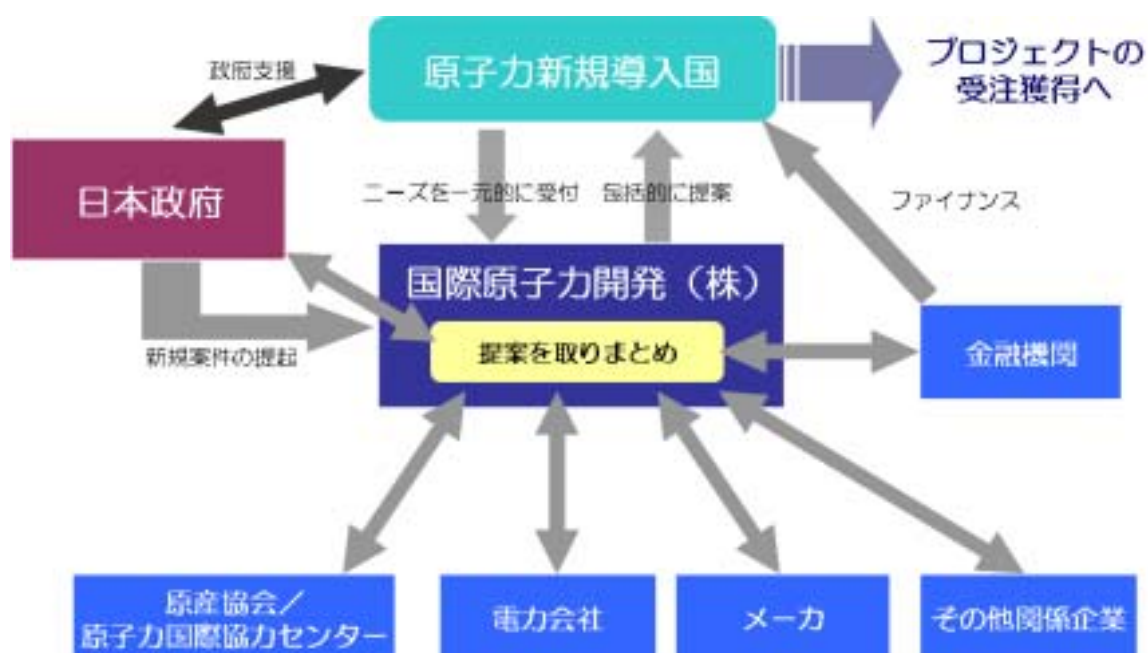 原子力新規導入国
プロジェクトの
受注獲得へ
政府支援
日本政府
ニーズを一元的に受付
包括的に提案
ファイナンス
国際原子力開発（株）
提案を取りまとめ
新規案件の提起
金融機関
原産協会／
原子力国際協力センター
電力会社
メーカ
その他関係企業